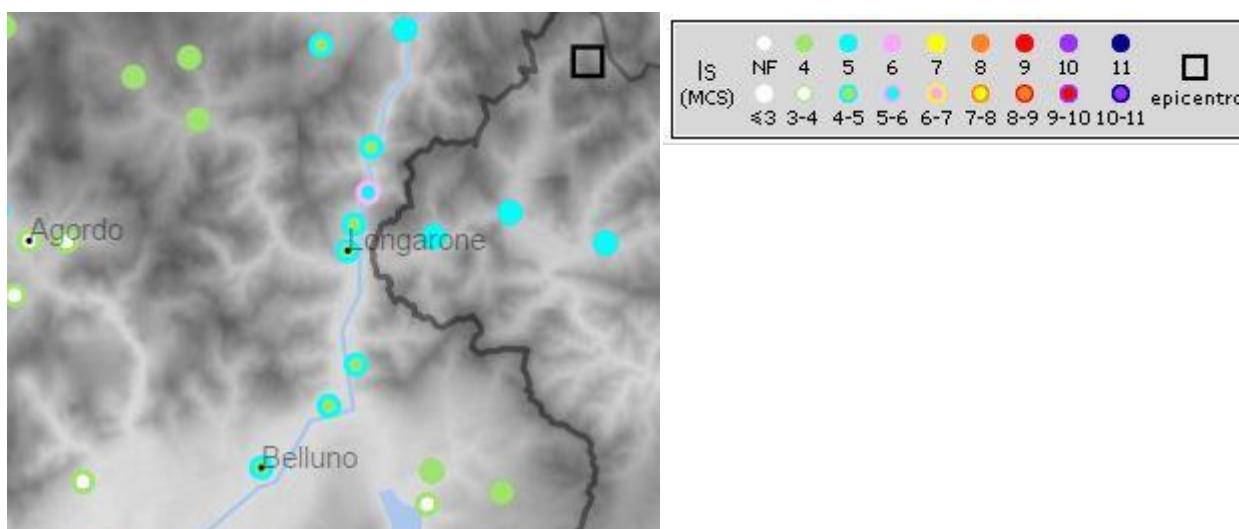 Agordo
Longarone
Belluno
Is NF 4 5 6 7 8 9 10 11
(MCS) ≤3 3-4 4-5 5-6 6-7 7-8 8-9 9-10 10-11 epicentro